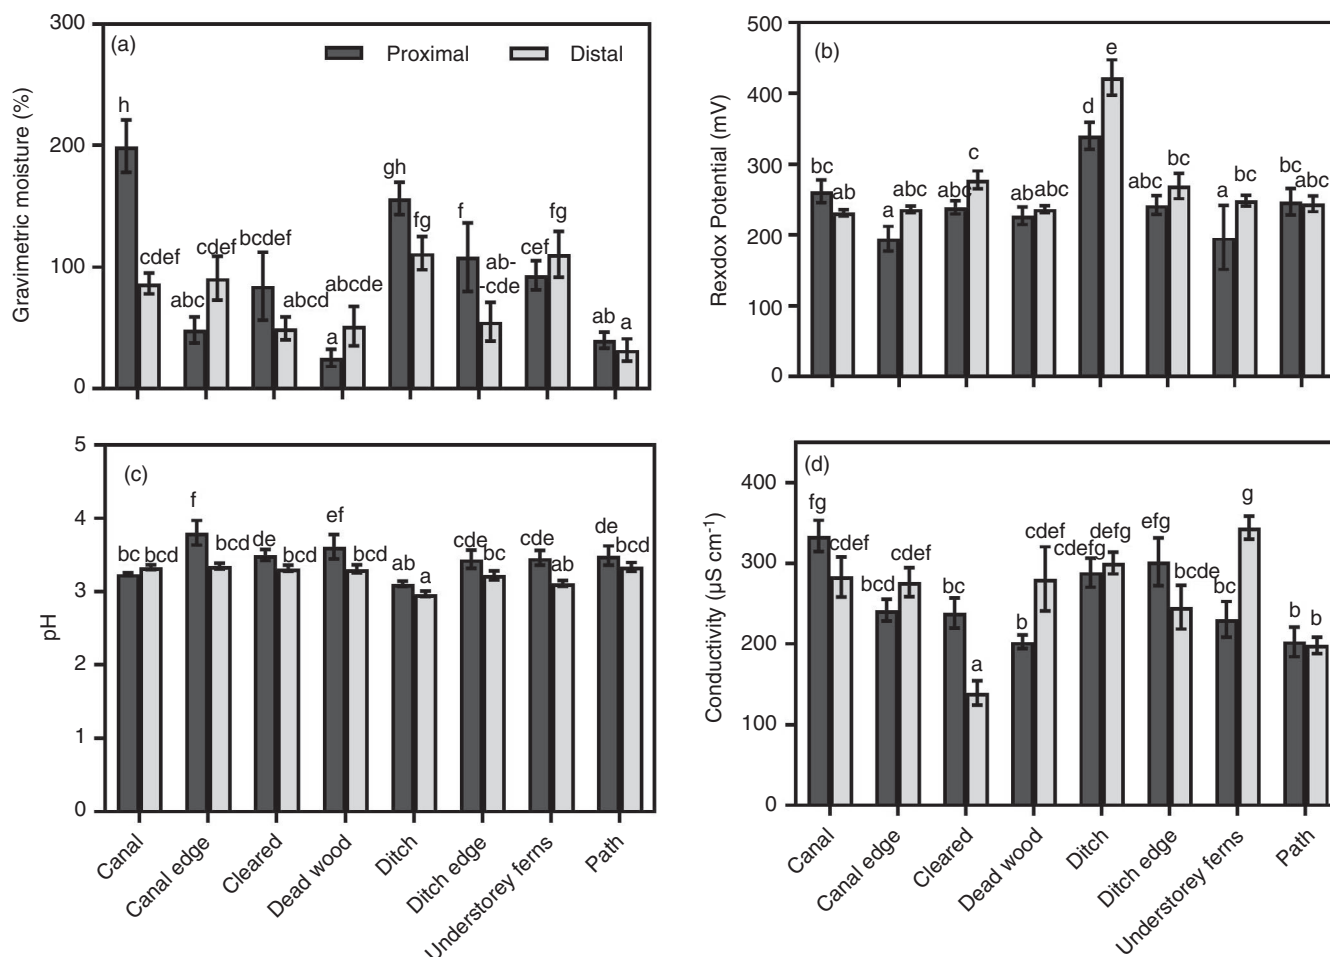 300
(a)
Proximal
Distal
Gravimetric moisture (%)
200
100
0
h
cdef
abc
cdef
bcdef
abcd
a
abcde
gh
fg
f
ab-
-cde
cef
fg
ab
a
500
(b)
Rexdox Potential (mV)
400
300
200
100
0
bc
ab
a
abc
abc
c
ab
abc
d
e
abc
bc
a
bc
bc
abc
5
(c)
pH
4
3
2
1
0
bc
bcd
f
bcd
de
bcd
ef
bcd
ab
a
cde
bc
cde
ab
de
bcd
Canal
Canal edge
Cleared
Dead wood
Ditch
Ditch edge
Understorey ferns
Path
(d)
Conductivity (µS cm⁻¹)
400
300
200
100
0
fg
cdef
bcd
cdef
bc
a
b
cdef
cdefg
defg
efg
bcde
bc
g
b
b
Canal
Canal edge
Cleared
Dead wood
Ditch
Ditch edge
Understorey ferns
Path